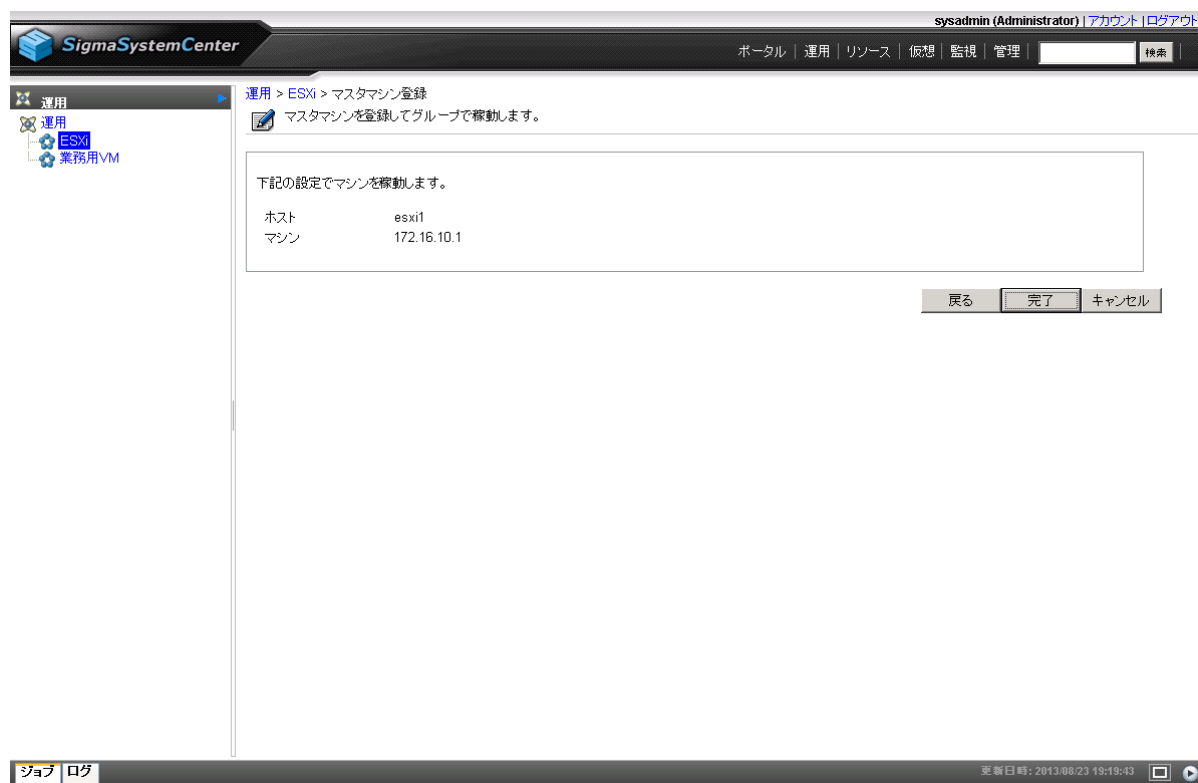 sysadmin (Administrator) | アカウント | ログアウト
SigmaSystemCenter
ポータル | 運用 | リソース | 仮想 | 監視 | 管理 | 検索 |
運用
運用
ESXi
業務用VM
運用 > ESXi > マスタマシン登録
マスタマシンを登録してグループで稼動します。
下記の設定でマシンを稼動します。
ホスト esxi1
マシン 172.16.10.1
戻る 完了 キャンセル
ジョブ ログ
更新日時: 2013/08/23 19:19:43